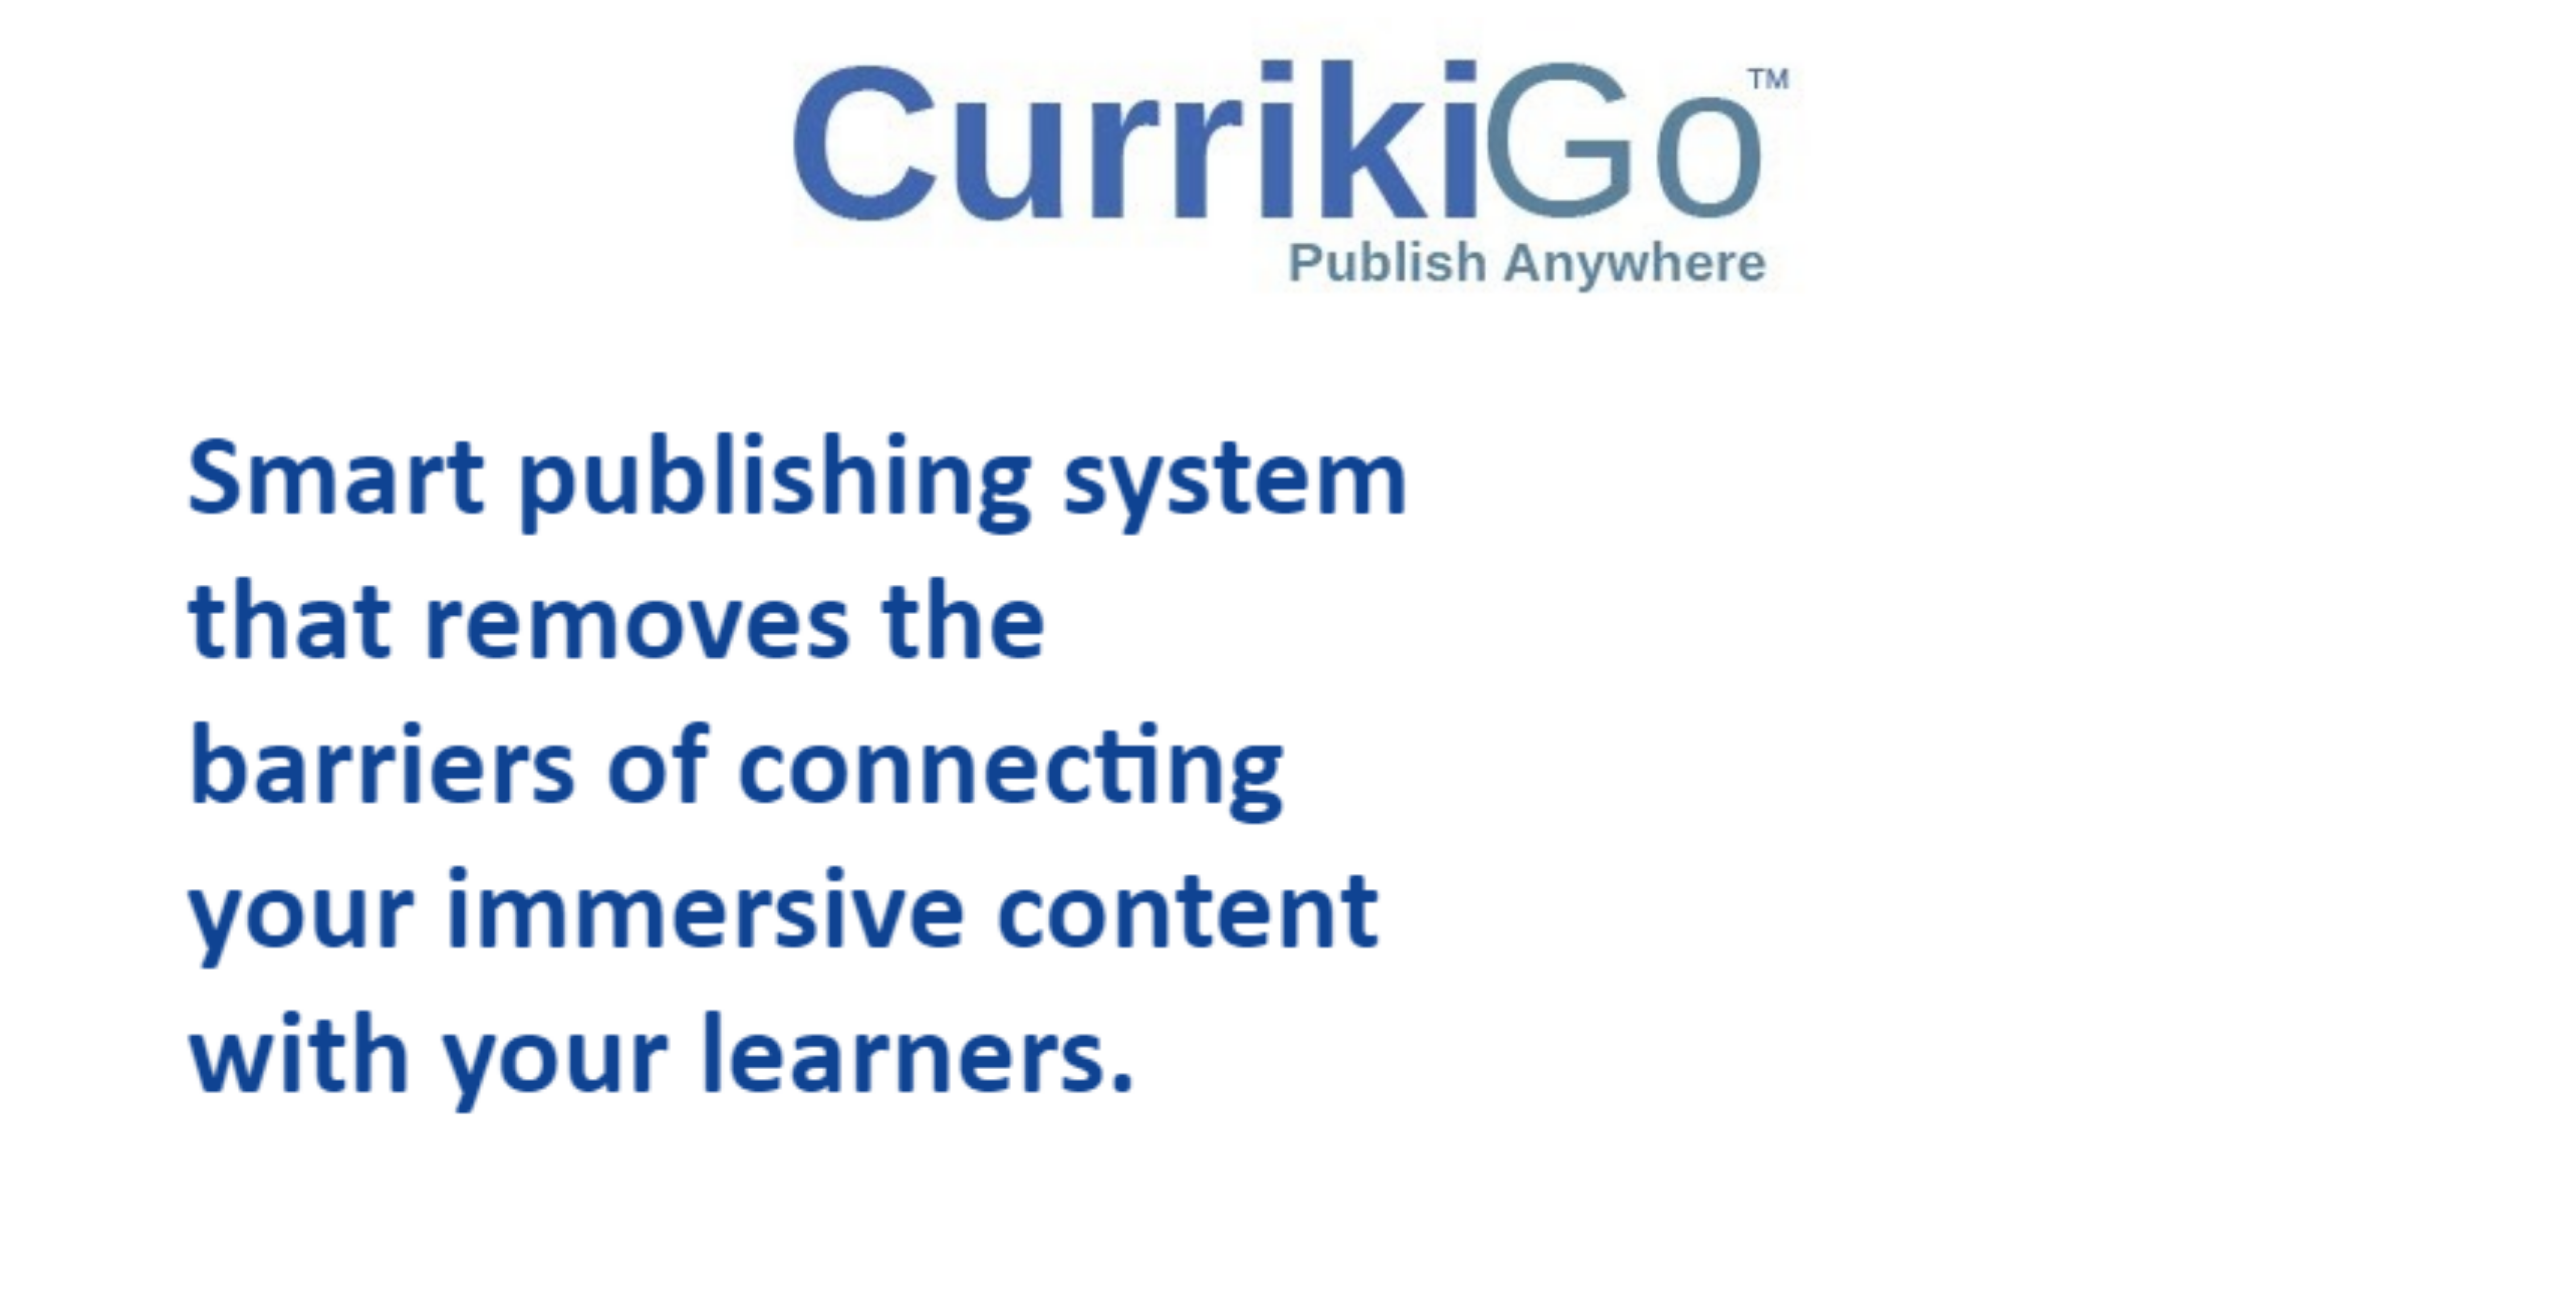 CurrikiGo™
Publish Anywhere
Smart publishing system
that removes the
barriers of connecting
your immersive content
with your learners.